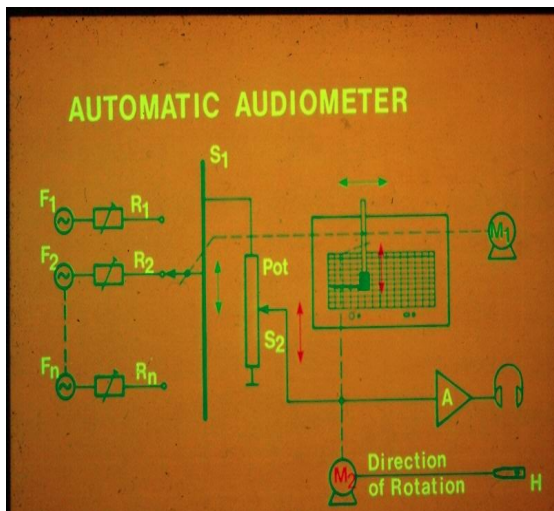 AUTOMATIC AUDIOMETER
S1
F1
R1
M1
F2
R2
Pot
S2
Fn
Rn
A
M2
Direction
of Rotation
H